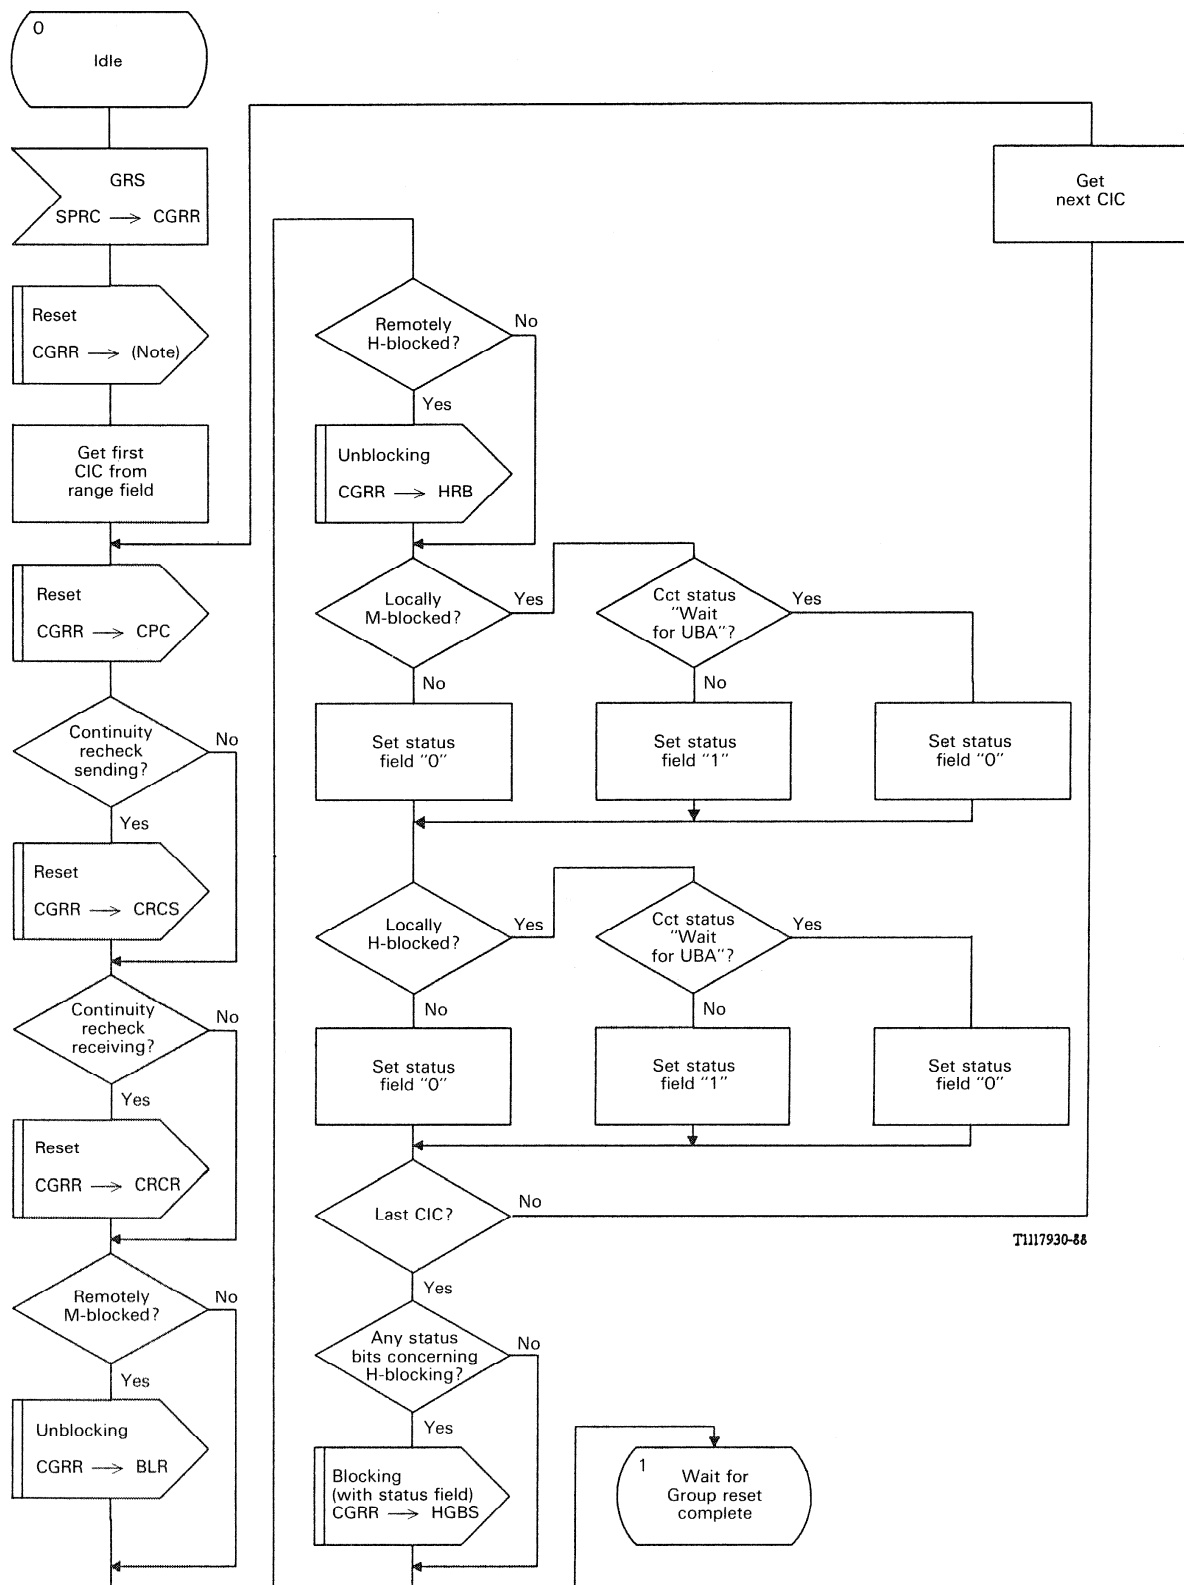 0
Idle
GRS
SPRC → CGRR
Reset
CGRR → (Note)
Get first
CIC from
range field
Reset
CGRR → CPC
Continuity
recheck
sending?
No
Yes
Reset
CGRR → CRCS
Continuity
recheck
receiving?
No
Yes
Reset
CGRR → CRCR
Remotely
M-blocked?
No
Yes
Unblocking
CGRR → BLR
Remotely
H-blocked?
No
Yes
Unblocking
CGRR → HRB
Locally
M-blocked?
Yes
No
Cct status
"Wait
for UBA"?
Yes
No
Set status
field "0"
Set status
field "1"
Set status
field "0"
Locally
H-blocked?
Yes
No
Cct status
"Wait
for UBA"?
Yes
No
Set status
field "0"
Set status
field "1"
Set status
field "0"
Last CIC?
No
Yes
Get
next CIC
T1117930-88
Any status
bits concerning
H-blocking?
No
Yes
Blocking
(with status field)
CGRR → HGBS
1
Wait for
Group reset
complete